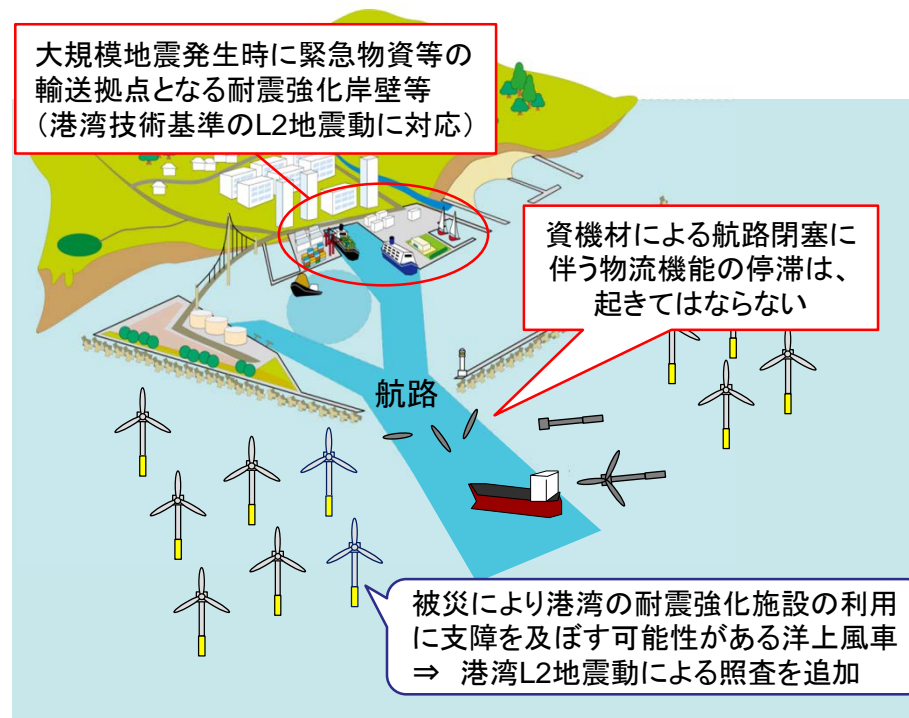 大規模地震発生時に緊急物資等の
輸送拠点となる耐震強化岸壁等
（港湾技術基準のL2地震動に対応）
資機材による航路閉塞に
伴う物流機能の停滞は、
起きてはならない
航路
被災により港湾の耐震強化施設の利用
に支障を及ぼす可能性がある洋上風車
⇒ 港湾L2地震動による照査を追加